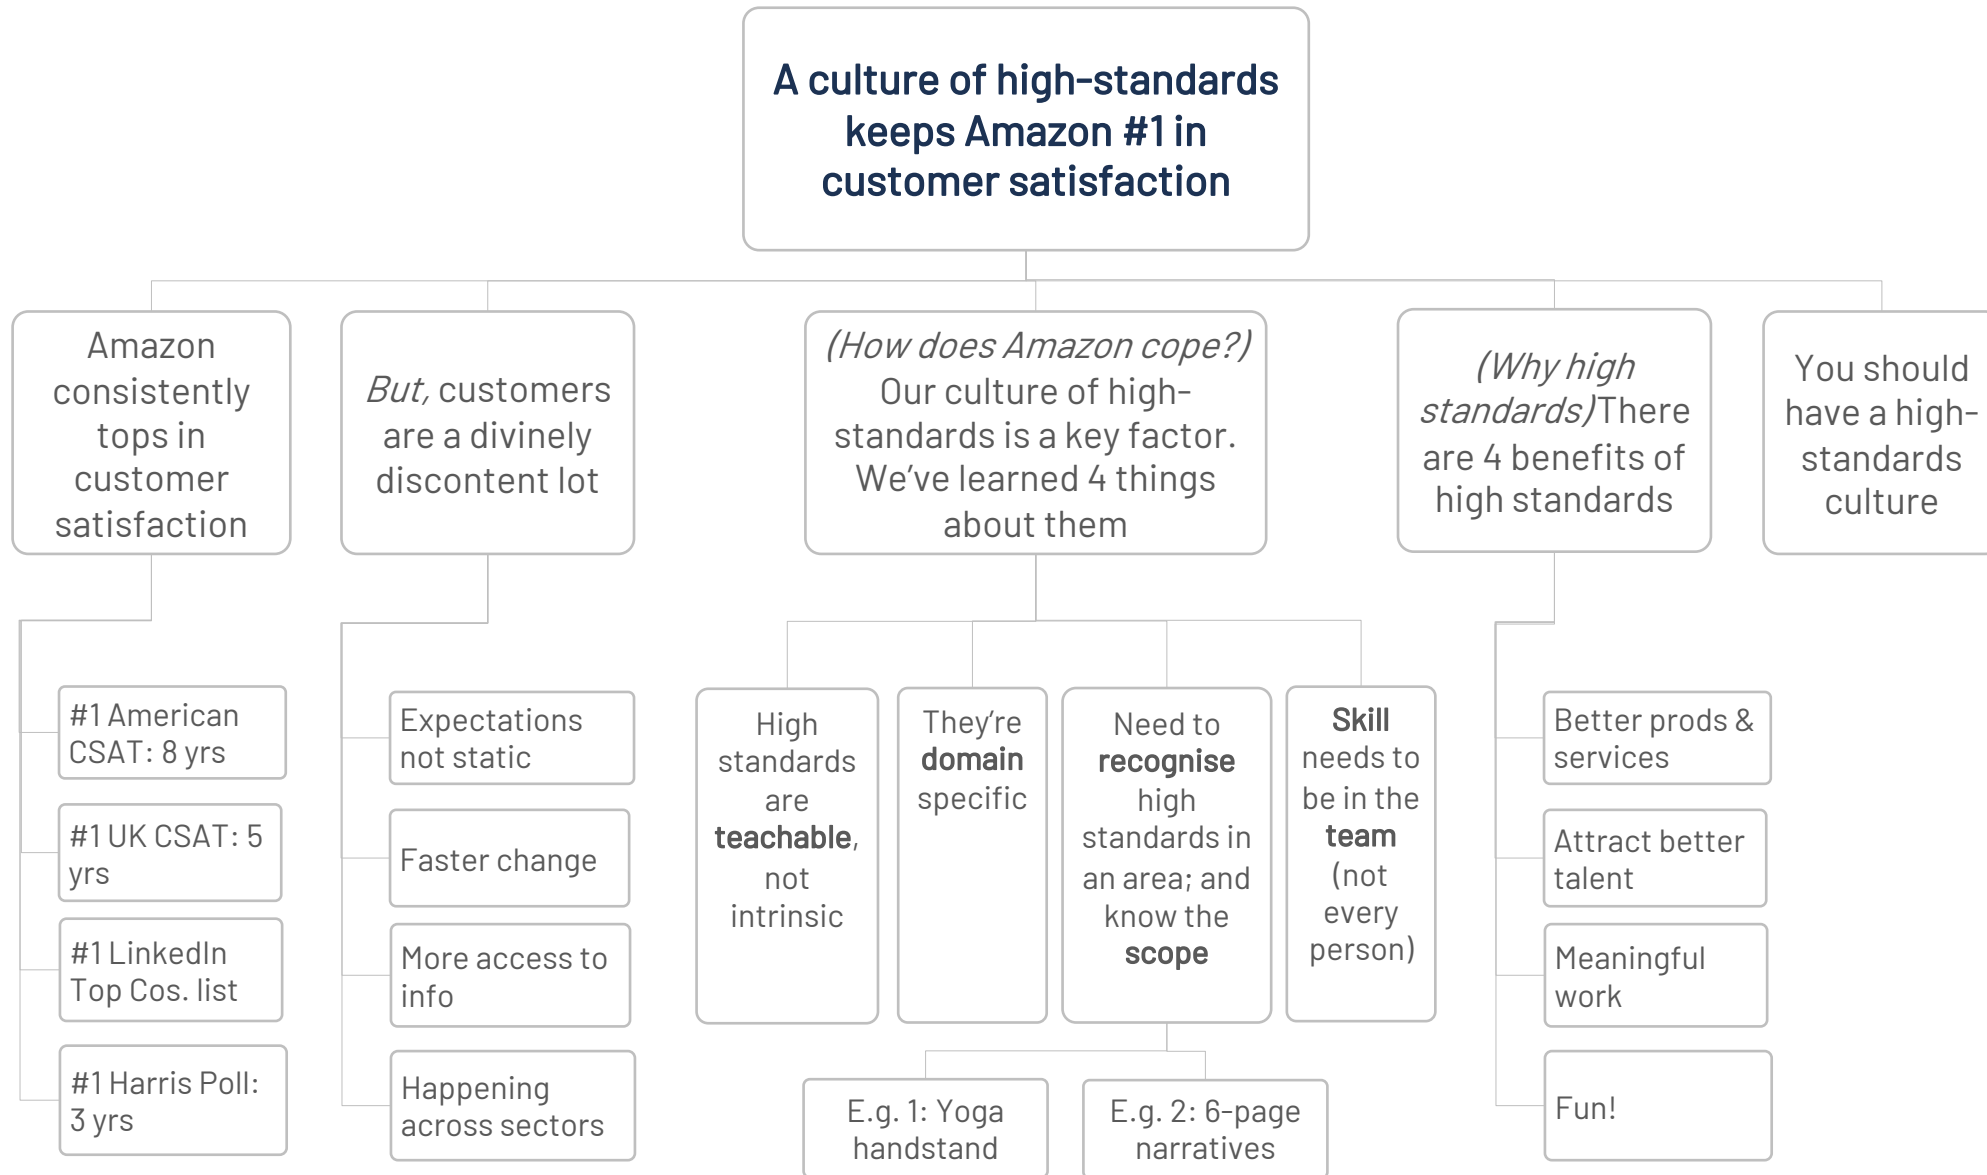 A culture of high-standards
keeps Amazon #1 in
customer satisfaction
Amazon
consistently
tops in
customer
satisfaction
But, customers
are a divinely
discontent lot
(How does Amazon cope?)
Our culture of high-
standards is a key factor.
We've learned 4 things
about them
(Why high
standards) There
are 4 benefits of
high standards
You should
have a high-
standards
culture
#1 American
CSAT: 8 yrs
#1 UK CSAT: 5
yrs
#1 LinkedIn
Top Cos. list
#1 Harris Poll:
3 yrs
Expectations
not static
Faster change
More access to
info
Happening
across sectors
High
standards
are
teachable,
not
intrinsic
They're
domain
specific
Need to
recognise
high
standards in
an area; and
know the
scope
Skill
needs to
be in the
team
(not
every
person)
E.g. 1: Yoga
handstand
E.g. 2: 6-page
narratives
Better prods &
services
Attract better
talent
Meaningful
work
Fun!